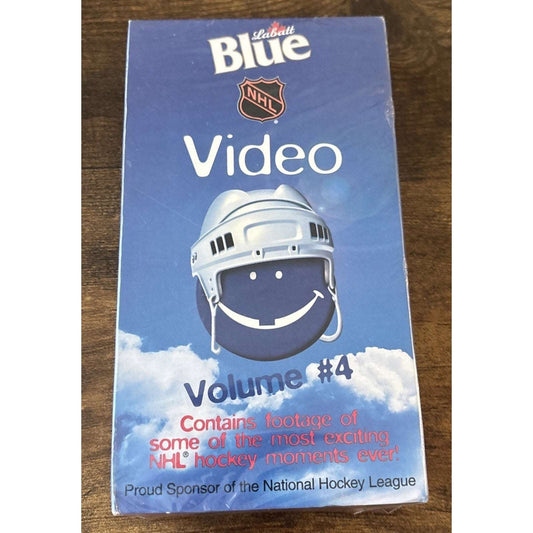 Labatt
Blue
NHL
Video
Volume #4
Contains footage of
some of the most exciting
NHL® hockey moments ever!
Proud Sponsor of the National Hockey League